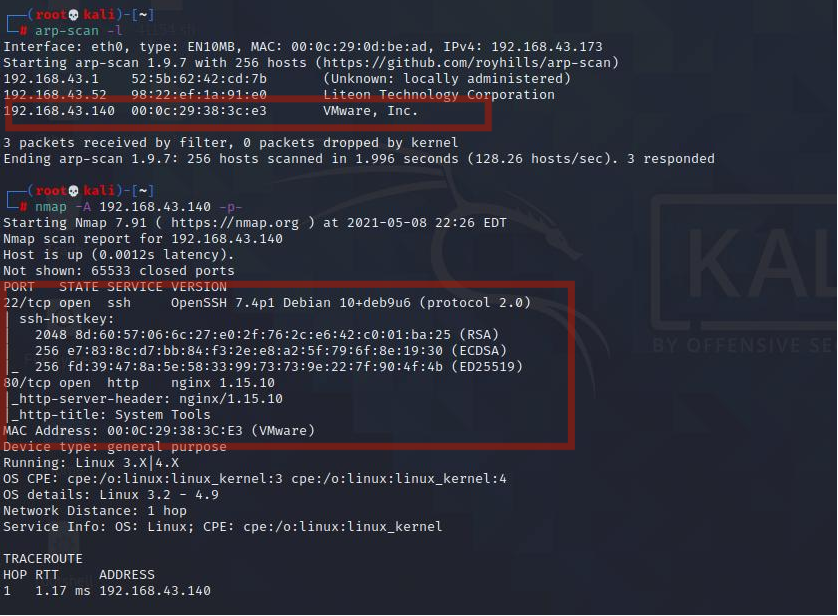 (root💀kali)-[~]
# arp-scan -l
Interface: eth0, type: EN10MB, MAC: 00:0c:29:0d:be:ad, IPv4: 192.168.43.173
Starting arp-scan 1.9.7 with 256 hosts (https://github.com/royhills/arp-scan)
192.168.43.1    52:5b:62:42:cd:7b       (Unknown: locally administered)
192.168.43.52   98:22:ef:1a:91:e0       Liteon Technology Corporation
192.168.43.140  00:0c:29:38:3c:e3       VMware, Inc.
3 packets received by filter, 0 packets dropped by kernel
Ending arp-scan 1.9.7: 256 hosts scanned in 1.996 seconds (128.26 hosts/sec). 3 responded
(root💀kali)-[~]
# nmap -A 192.168.43.140 -p-
Starting Nmap 7.91 ( https://nmap.org ) at 2021-05-08 22:26 EDT
Nmap scan report for 192.168.43.140
Host is up (0.0012s latency).
Not shown: 65533 closed ports
PORT   STATE SERVICE VERSION
22/tcp open  ssh     OpenSSH 7.4p1 Debian 10+deb9u6 (protocol 2.0)
| ssh-hostkey:
|   2048 8d:60:57:06:6c:27:e0:2f:76:2c:e6:42:c0:01:ba:25 (RSA)
|   256 e7:83:8c:d7:bb:84:f3:2e:e8:a2:5f:79:6f:8e:19:30 (ECDSA)
|_  256 fd:39:47:8a:5e:58:33:99:73:73:9e:22:7f:90:4f:4b (ED25519)
80/tcp open  http    nginx 1.15.10
|_http-server-header: nginx/1.15.10
|_http-title: System Tools
MAC Address: 00:0C:29:38:3C:E3 (VMware)
Device type: general purpose
Running: Linux 3.X|4.X
OS CPE: cpe:/o:linux:linux_kernel:3 cpe:/o:linux:linux_kernel:4
OS details: Linux 3.2 - 4.9
Network Distance: 1 hop
Service Info: OS: Linux; CPE: cpe:/o:linux:linux_kernel
TRACEROUTE
HOP RTT     ADDRESS
1   1.17 ms 192.168.43.140
KAL
BY OFFENSIVE SE